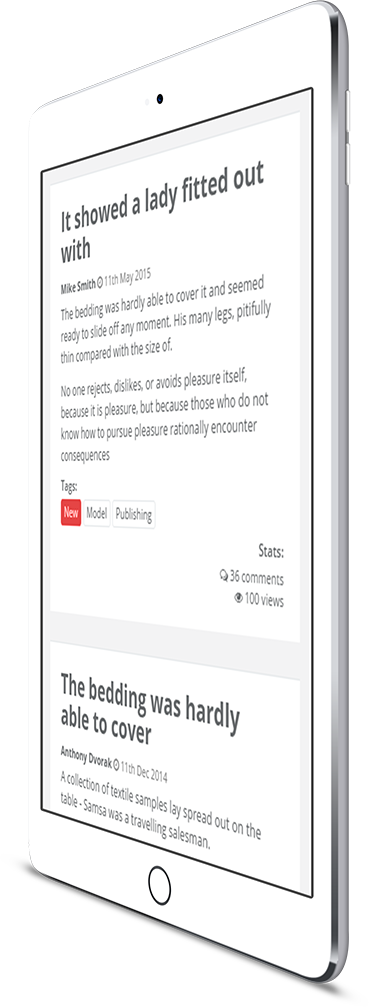 It showed a lady fitted out
with
Mike Smith 11th May 2015
The bedding was hardly able to cover it and seemed
ready to slide off any moment. His many legs, pitifully
thin compared with the size of.
No one rejects, dislikes, or avoids pleasure itself,
because it is pleasure, but because those who do not
know how to pursue pleasure rationally encounter
consequences
Tags:
New Model Publishing
Stats:
36 comments
100 views
The bedding was hardly
able to cover
Anthony Dvorak 11th Dec 2014
A collection of textile samples lay spread out on the
table - Samsa was a travelling salesman.